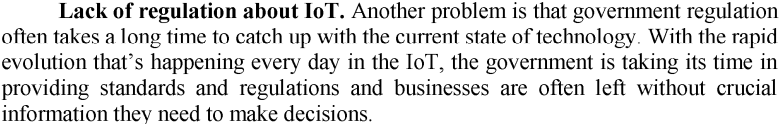 Lack of regulation about IoT. Another problem is that government regulation
often takes a long time to catch up with the current state of technology. With the rapid
evolution that's happening every day in the IoT, the government is taking its time in
providing standards and regulations and businesses are often left without crucial
information they need to make decisions.